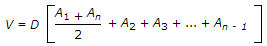 V = D [ (A₁ + Aₙ)/2 + A₂ + A₃ + ... + Aₙ ₋ ₁ ]